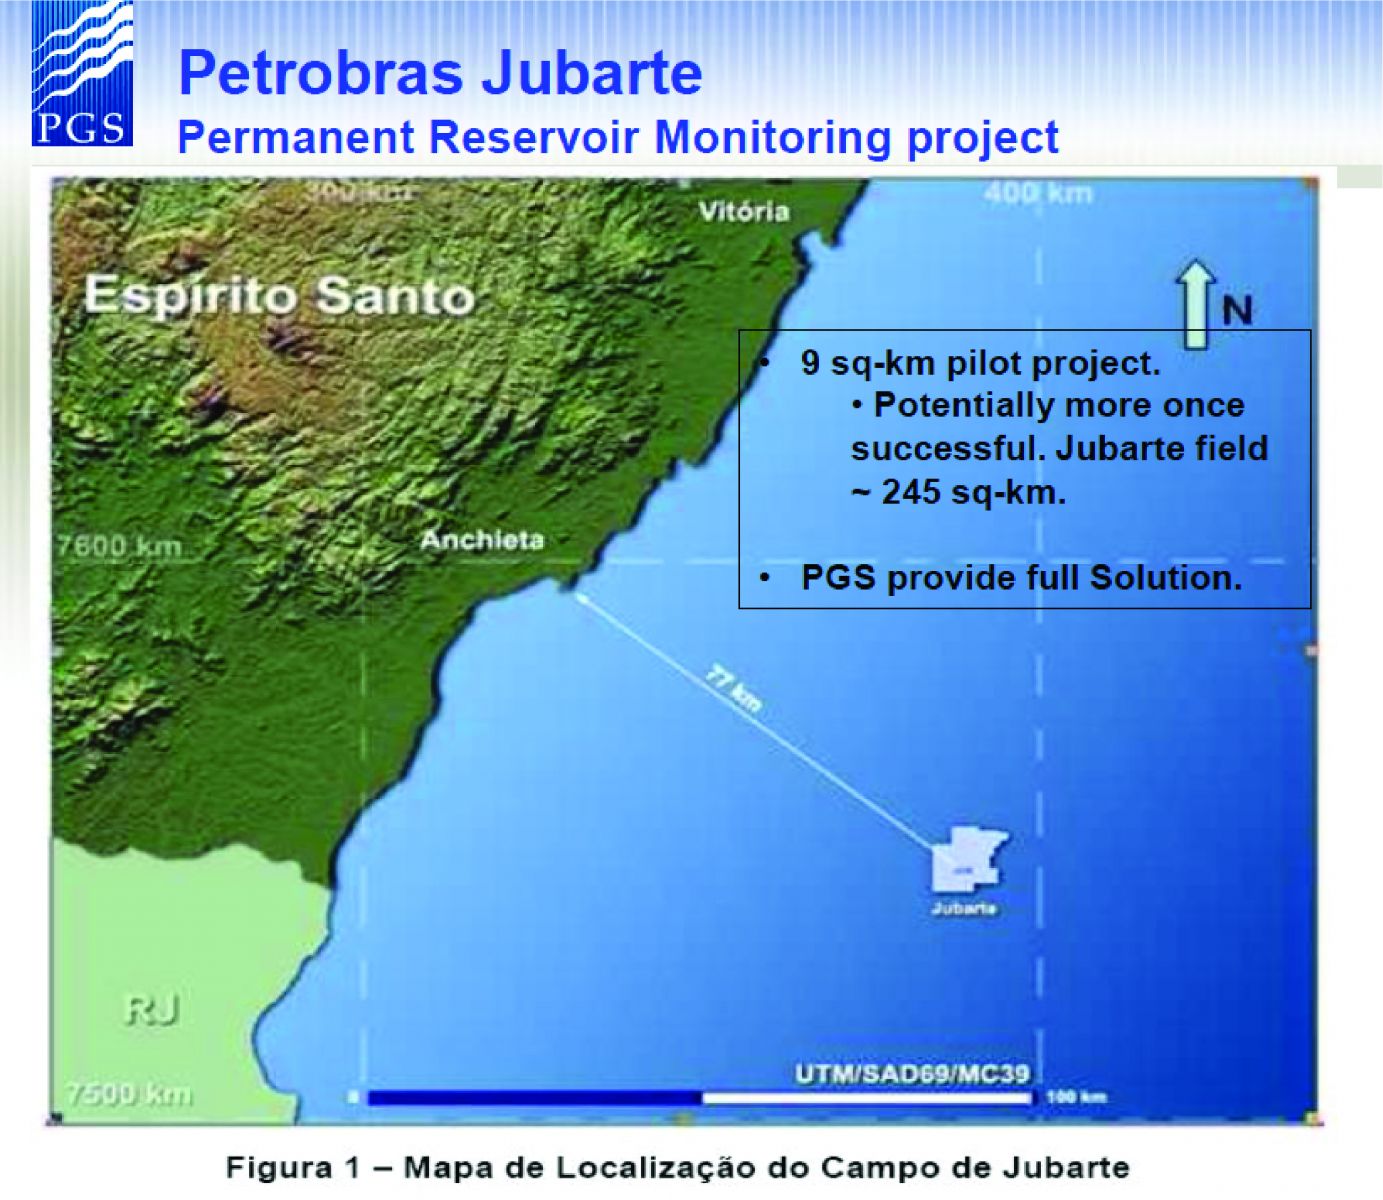 PGS
Petrobras Jubarte
Permanent Reservoir Monitoring project
300 km
400 km
Vitória
Espírito Santo
N
• 9 sq-km pilot project.
• Potentially more once
successful. Jubarte field
~ 245 sq-km.
Anchieta
7600 km
• PGS provide full Solution.
77 km
Jubarte
RJ
UTM/SAD69/MC39
7500 km
0
100 km
Figura 1 – Mapa de Localização do Campo de Jubarte